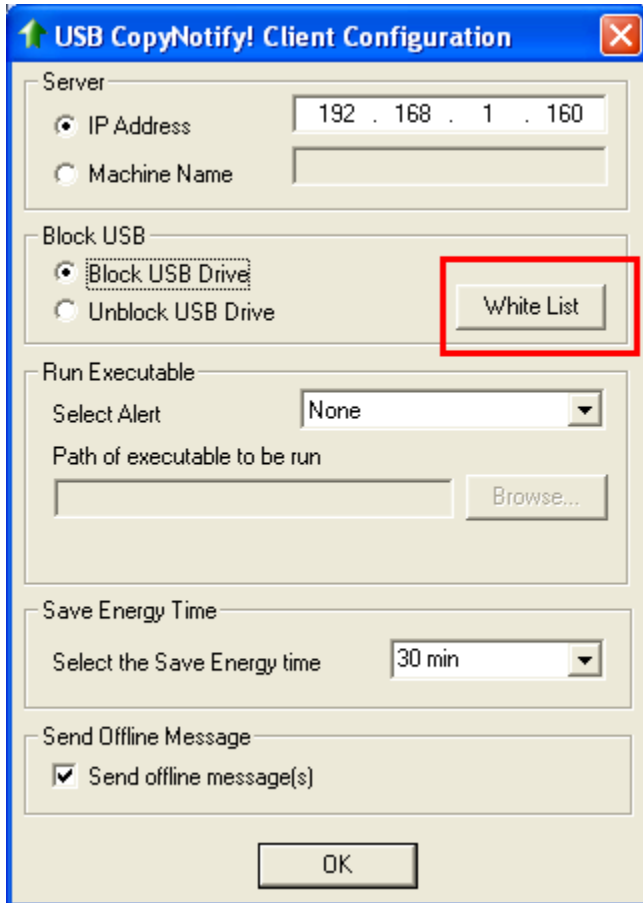 USB CopyNotify! Client Configuration
Server
IP Address 192 . 168 . 1 . 160
Machine Name
Block USB
Block USB Drive
Unblock USB Drive
White List
Run Executable
Select Alert None
Path of executable to be run
Browse...
Save Energy Time
Select the Save Energy time 30 min
Send Offline Message
Send offline message(s)
OK